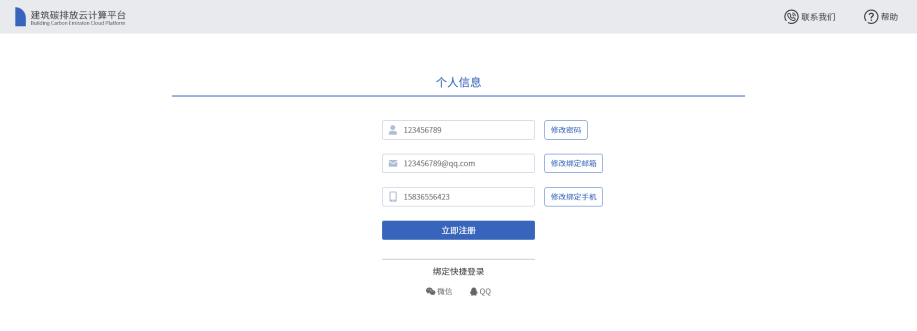 建筑碳排放云计算平台
Building Carbon Emission Cloud Platform
联系我们
帮助
个人信息
123456789
修改密码
123456789@qq.com
修改绑定邮箱
15836556423
修改绑定手机
立即注册
绑定快捷登录
微信
QQ